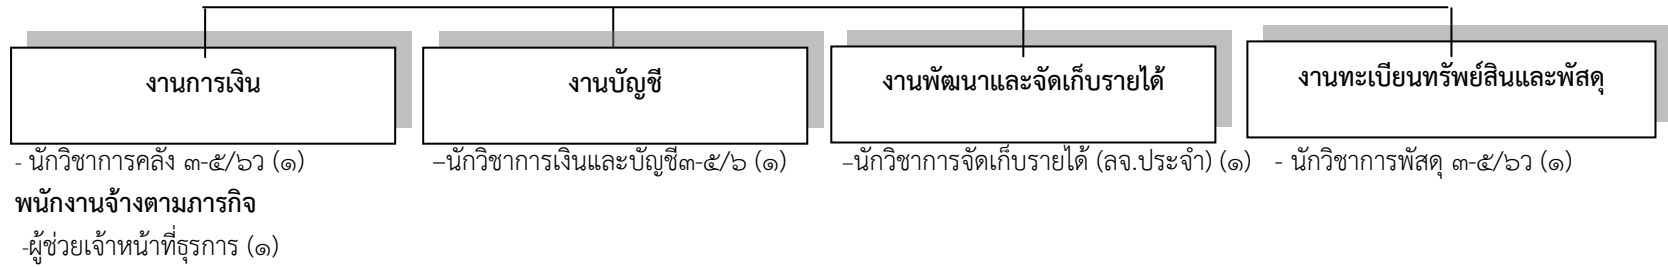 งานการเงิน
งานบัญชี
งานพัฒนาและจัดเก็บรายได้
งานทะเบียนทรัพย์สินและพัสดุ
- นักวิชาการคลัง ๓-๕/๖ว (๑)
–นักวิชาการเงินและบัญชี๓-๕/๖ (๑)
–นักวิชาการจัดเก็บรายได้ (ลจ.ประจำ) (๑)
- นักวิชาการพัสดุ ๓-๕/๖ว (๑)
พนักงานจ้างตามภารกิจ
-ผู้ช่วยเจ้าหน้าที่ธุรการ (๑)